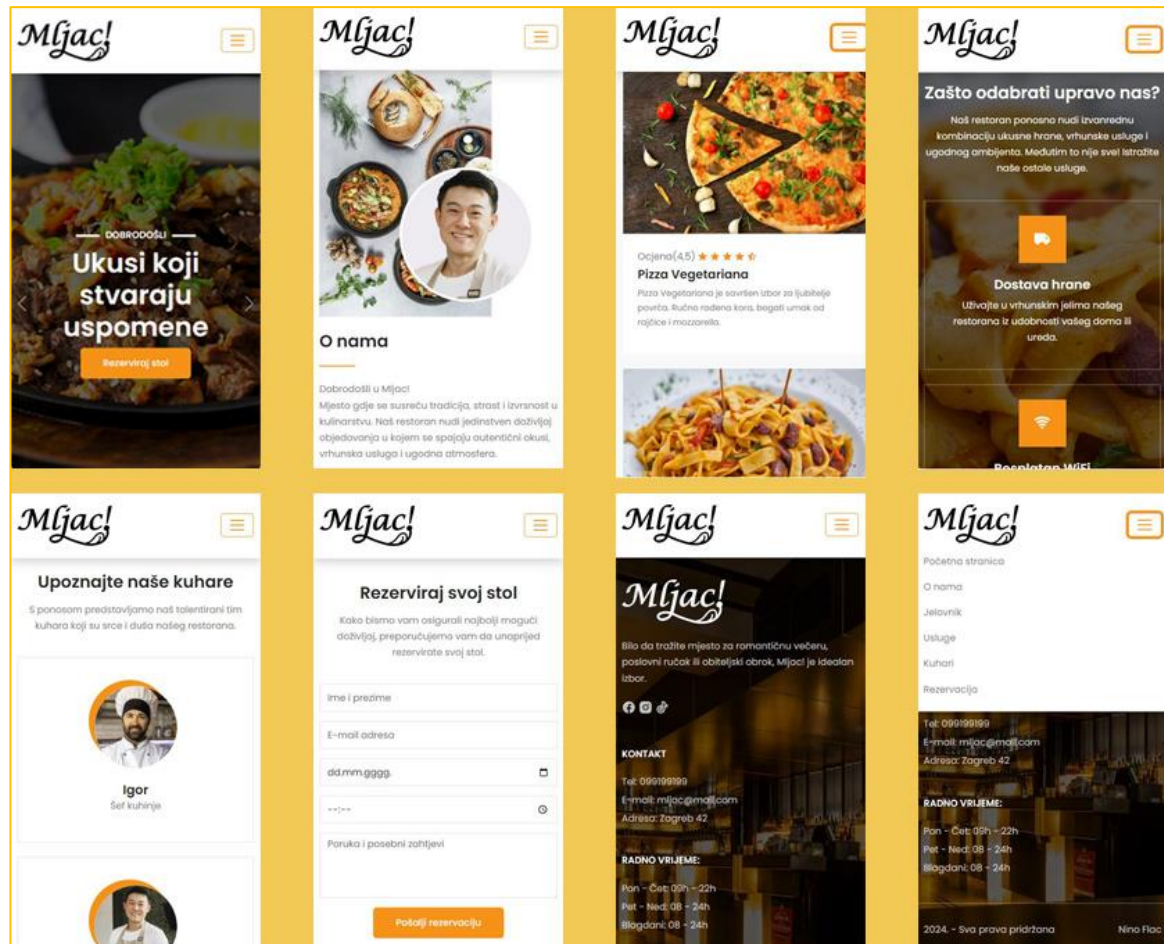 Mljac!
DOBRODOŠLI
Ukusi koji
stvaraju
uspomene
Rezerviraj stol
Mljac!
O nama
Dobrodošli u Mljac!
Mjesto gdje se susreću tradicija, strast i izvrsnost u
kulinarstvu. Naš restoran nudi jedinstven doživljaj
objedovanja u kojem se spajaju autentični okusi,
vrhunska usluga i ugodna atmosfera.
Mljac!
Ocjena(4,5)
Pizza Vegetariana
Pizza Vegetariana je savršen izbor za ljubitelje
povrća. Ručno rađena kora, bogati umak od
rajčice i mozzarella.
Mljac!
Zašto odabrati upravo nas?
Naš restoran ponosno nudi izvanrednu
kombinaciju ukusne hrane, vrhunske usluge i
ugodnog ambijenta. Međutim to nije sve! Istražite
naše ostale usluge.
Dostava hrane
Uživajte u vrhunskim jelima našeg
restorana iz udobnosti vašeg doma ili
ureda.
Besplatan WiFi
Mljac!
Upoznajte naše kuhare
S ponosom predstavljamo naš talentirani tim
kuhara koji su srce i duša našeg restorana.
Igor
Šef kuhinje
Mljac!
Rezerviraj svoj stol
Kako bismo vam osigurali najbolji mogući
doživljaj, preporučujemo vam da unaprijed
rezervirate svoj stol.
Ime i prezime
E-mail adresa
dd.mm.gggg.
--:--
Poruka i posebni zahtjevi
Pošalji rezervaciju
Mljac!
Mljac!
Bilo da tražite mjesto za romantičnu večeru,
poslovni ručak ili obiteljski obrok, Mljac! je idealan
izbor.
KONTAKT
Tel: 099199199
E-mail: mljac@mail.com
Adresa: Zagreb 42
RADNO VRIJEME:
Pon - Čet: 09h - 22h
Pet - Ned: 08 - 24h
Blagdani: 08 - 24h
Mljac!
Početna stranica
O nama
Jelovnik
Usluge
Kuhari
Rezervacija
Tel: 099199199
E-mail: mljac@mail.com
Adresa: Zagreb 42
RADNO VRIJEME:
Pon - Čet: 09h - 22h
Pet - Ned: 08 - 24h
Blagdani: 08 - 24h
2024. - Sva prava pridržana
Nino Flac